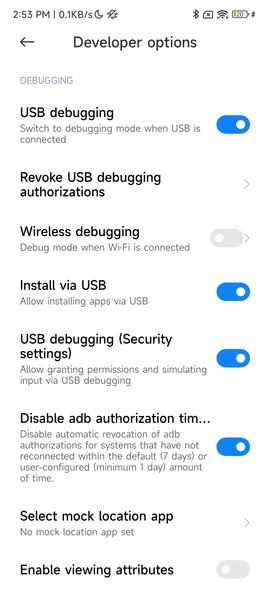 2:53 PM | 0.1KB/s
20
Developer options
DEBUGGING
USB debugging
Switch to debugging mode when USB is
connected
Revoke USB debugging
authorizations
Wireless debugging
Debug mode when Wi-Fi is connected
Install via USB
Allow installing apps via USB
USB debugging (Security
settings)
Allow granting permissions and simulating
input via USB debugging
Disable adb authorization tim...
Disable automatic revocation of adb
authorizations for systems that have not
reconnected within the default (7 days) or
user-configured (minimum 1 day) amount
of time.
Select mock location app
No mock location app set
Enable viewing attributes